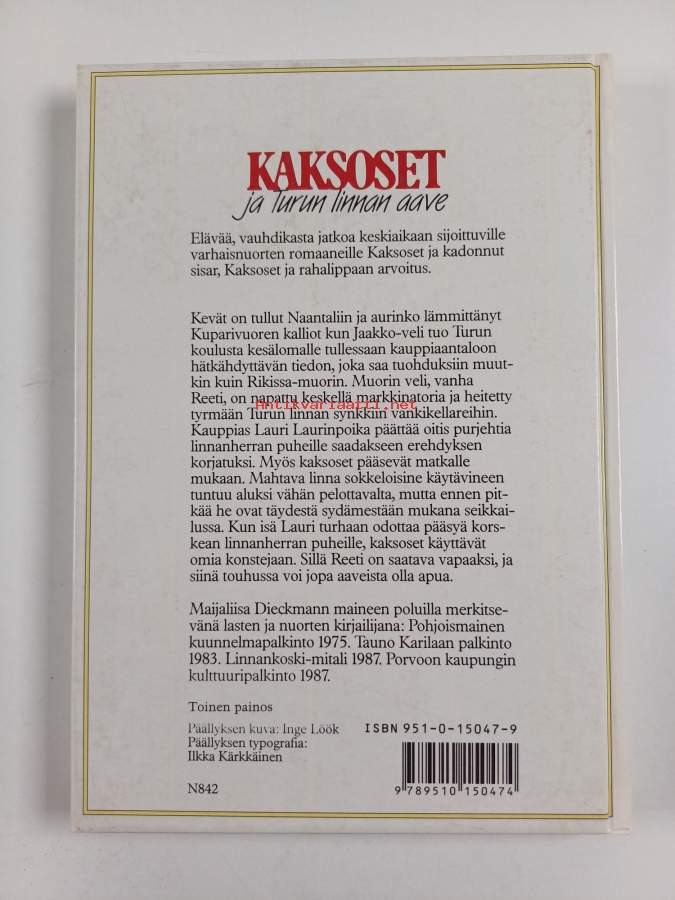 KAKSOSET
ja Turun linnan aave
Elävää, vauhdikasta jatkoa keskiaikaan sijoittuville
varhaisnuorten romaaneille Kaksoset ja kadonnut
sisar, Kaksoset ja rahalippaan arvoitus.
Kevät on tullut Naantaliin ja aurinko lämmittänyt
Kuparivuoren kalliot kun Jaakko-veli tuo Turun
koulusta kesälomalle tullessaan kauppiaantaloon
hätkähdyttävän tiedon, joka saa tuohduksiin muut-
kin kuin Rikissa-muorin. Muorin veli, vanha
Reeti, on napattu keskellä markkinatoria ja heitetty
Antikvariaatti.net
tyrmään Turun linnan synkkiin vankikellareihin.
Kauppias Lauri Laurinpoika päättää oitis purjehtia
linnanherran puheille saadakseen erehdyksen
korjatuksi. Myös kaksoset pääsevät matkalle
mukaan. Mahtava linna sokkeloisine käytävineen
tuntuu aluksi vähän pelottavalta, mutta ennen pit-
kää he ovat täydestä sydämestään mukana seikkai-
lussa. Kun isä Lauri turhaan odottaa pääsyä kors-
kean linnanherran puheille, kaksoset käyttävät
omia konstejaan. Sillä Reeti on saatava vapaaksi, ja
siinä touhussa voi jopa aaveista olla apua.
Maijaliisa Dieckmann maineen poluilla merkitse-
vänä lasten ja nuorten kirjailijana: Pohjoismainen
kuunnelmapalkinto 1975. Tauno Karilaan palkinto
1983. Linnankoski-mitali 1987. Porvoon kaupungin
kulttuuripalkinto 1987.
Toinen painos
Päällyksen kuva: Inge Löök
Päällyksen typografia:
Ilkka Kärkkäinen
N842
ISBN 951-0-15047-9
9 789510 150474